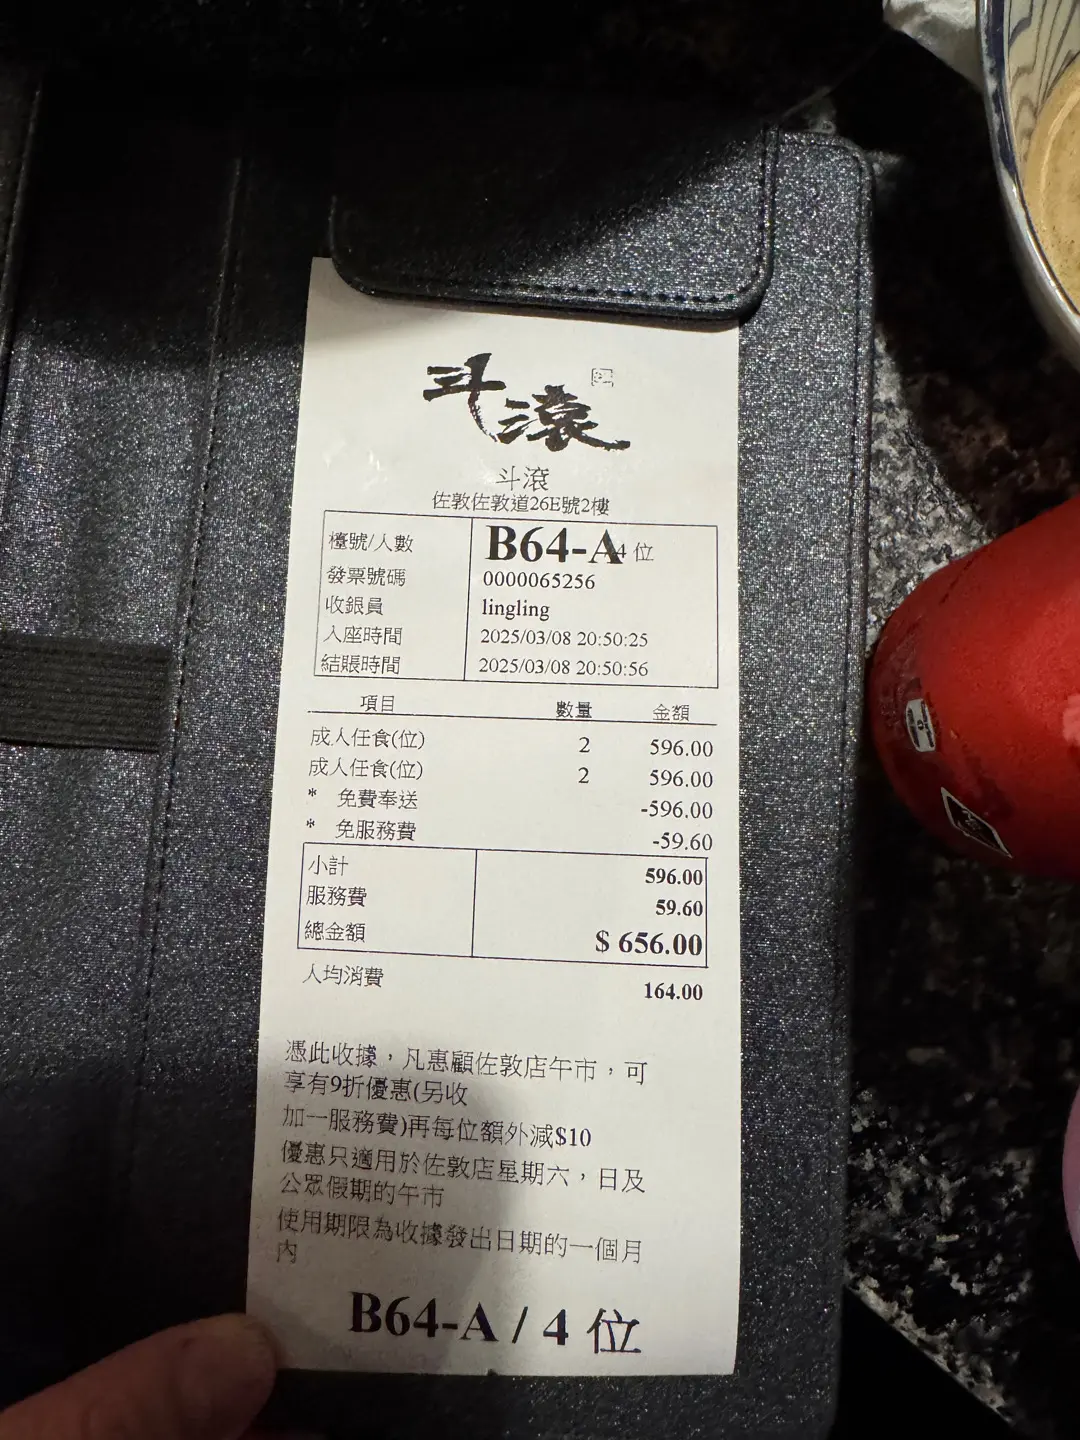 斗滾
斗滾
佐敦佐敦道26E號2樓
檯號/人數 B64-A 4 位
發票號碼 0000065256
收銀員 lingling
入座時間 2025/03/08 20:50:25
結賬時間 2025/03/08 20:50:56
項目 數量 金額
成人任食(位) 2 596.00
成人任食(位) 2 596.00
* 免費奉送 -596.00
* 免服務費 -59.60
小計 596.00
服務費 59.60
總金額 $ 656.00
人均消費 164.00
憑此收據，凡惠顧佐敦店午市，可
享有9折優惠(另收
加一服務費)再每位額外減$10
優惠只適用於佐敦店星期六，日及
公眾假期的午市
使用期限為收據發出日期的一個月
內
B64-A / 4 位